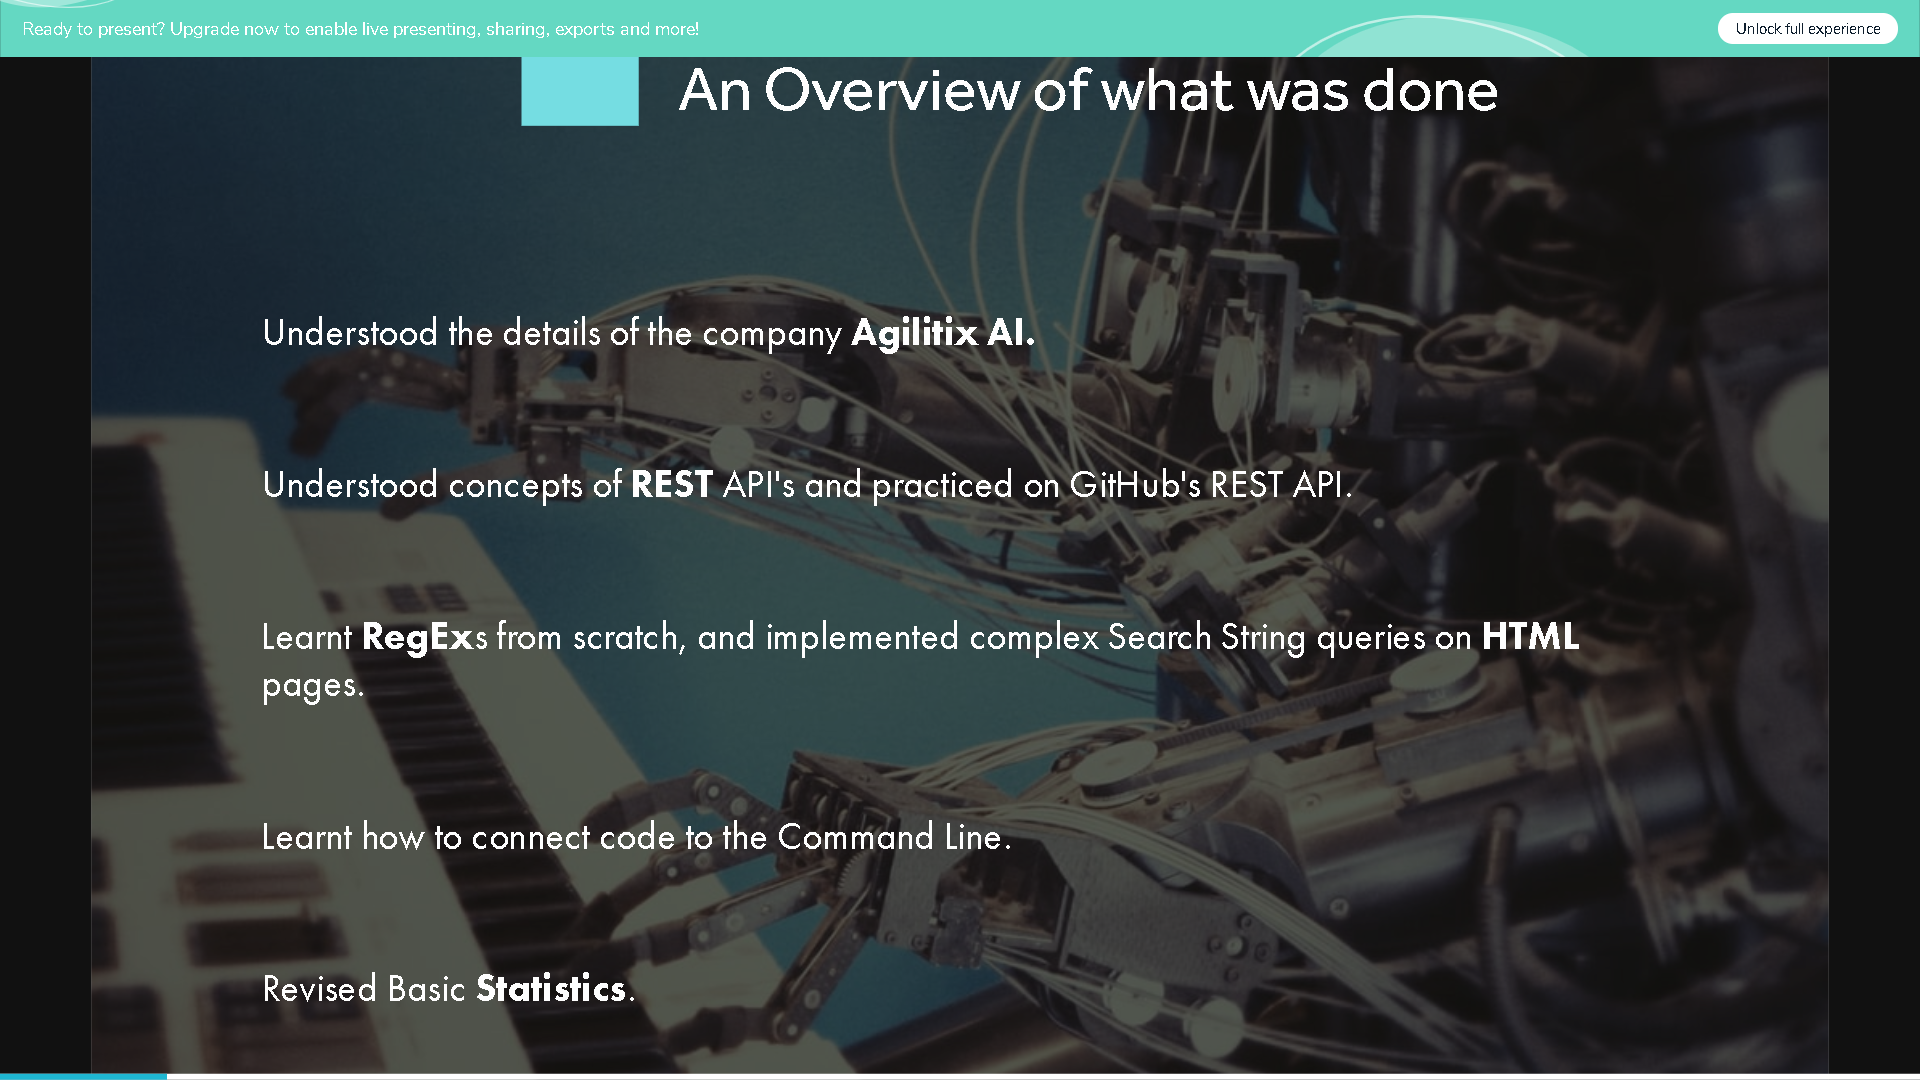 Ready to present? Upgrade now to enable live presenting, sharing, exports and more!
Unlock full experience
An Overview of what was done
Understood the details of the company Agilitix AI.
Understood concepts of REST API's and practiced on GitHub's REST API.
Learnt RegExs from scratch, and implemented complex Search String queries on HTML
pages.
Learnt how to connect code to the Command Line.
Revised Basic Statistics.